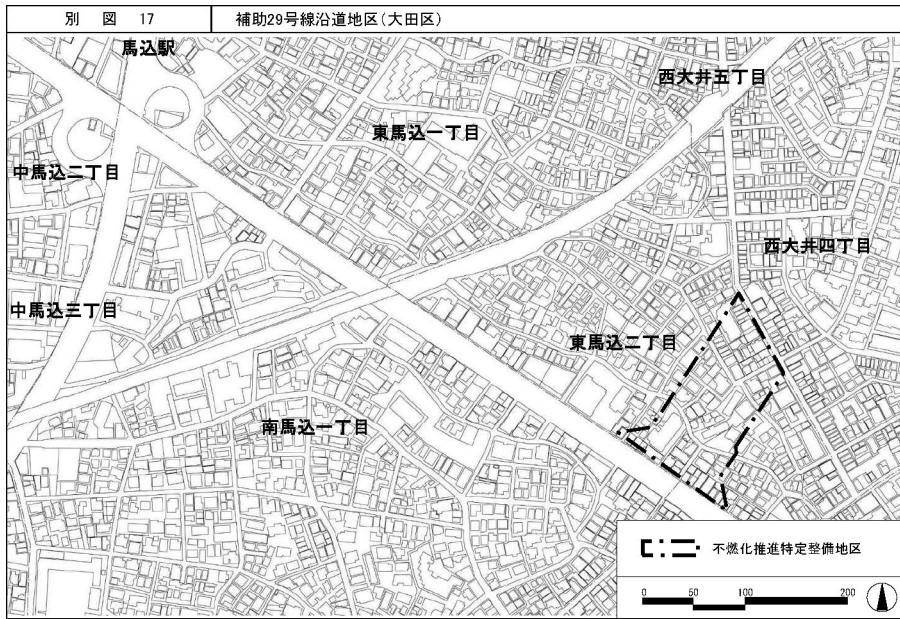 別 図 17
補助29号線沿道地区(大田区)
馬込駅
西大井五丁目
東馬込一丁目
中馬込二丁目
西大井四丁目
中馬込三丁目
東馬込二丁目
南馬込一丁目
不燃化推進特定整備地区
0 50 100 200